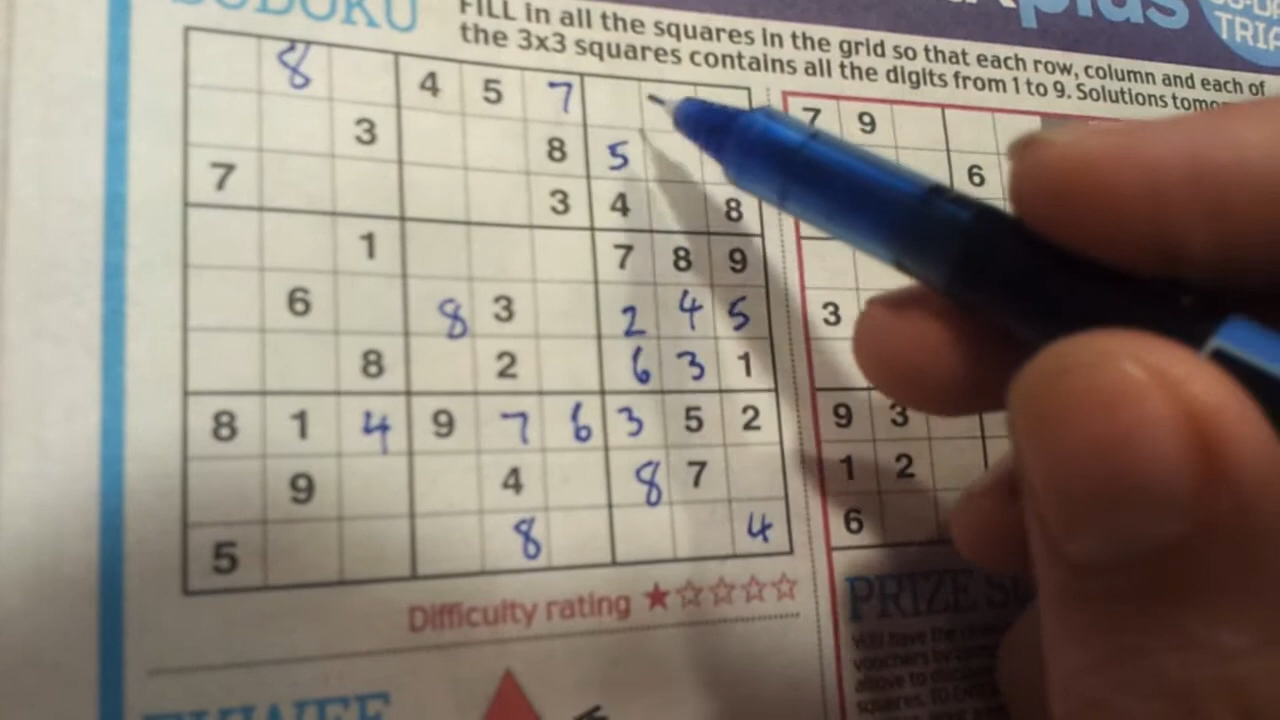 SUDOKU
plus
FILL in all the squares in the grid so that each row, column and each of
the 3x3 squares contains all the digits from 1 to 9. Solutions
8 4 5 7
3 8 5
7 3 4 8
1 7 8 9
6 8 3 2 4 5
8 2 6 3 1
8 1 4 9 7 6 3 5 2
9 4 8 7
5 8 4
Difficulty rating ★☆☆☆☆
7 9
6
3
9 3
1 2
6
PRIZE